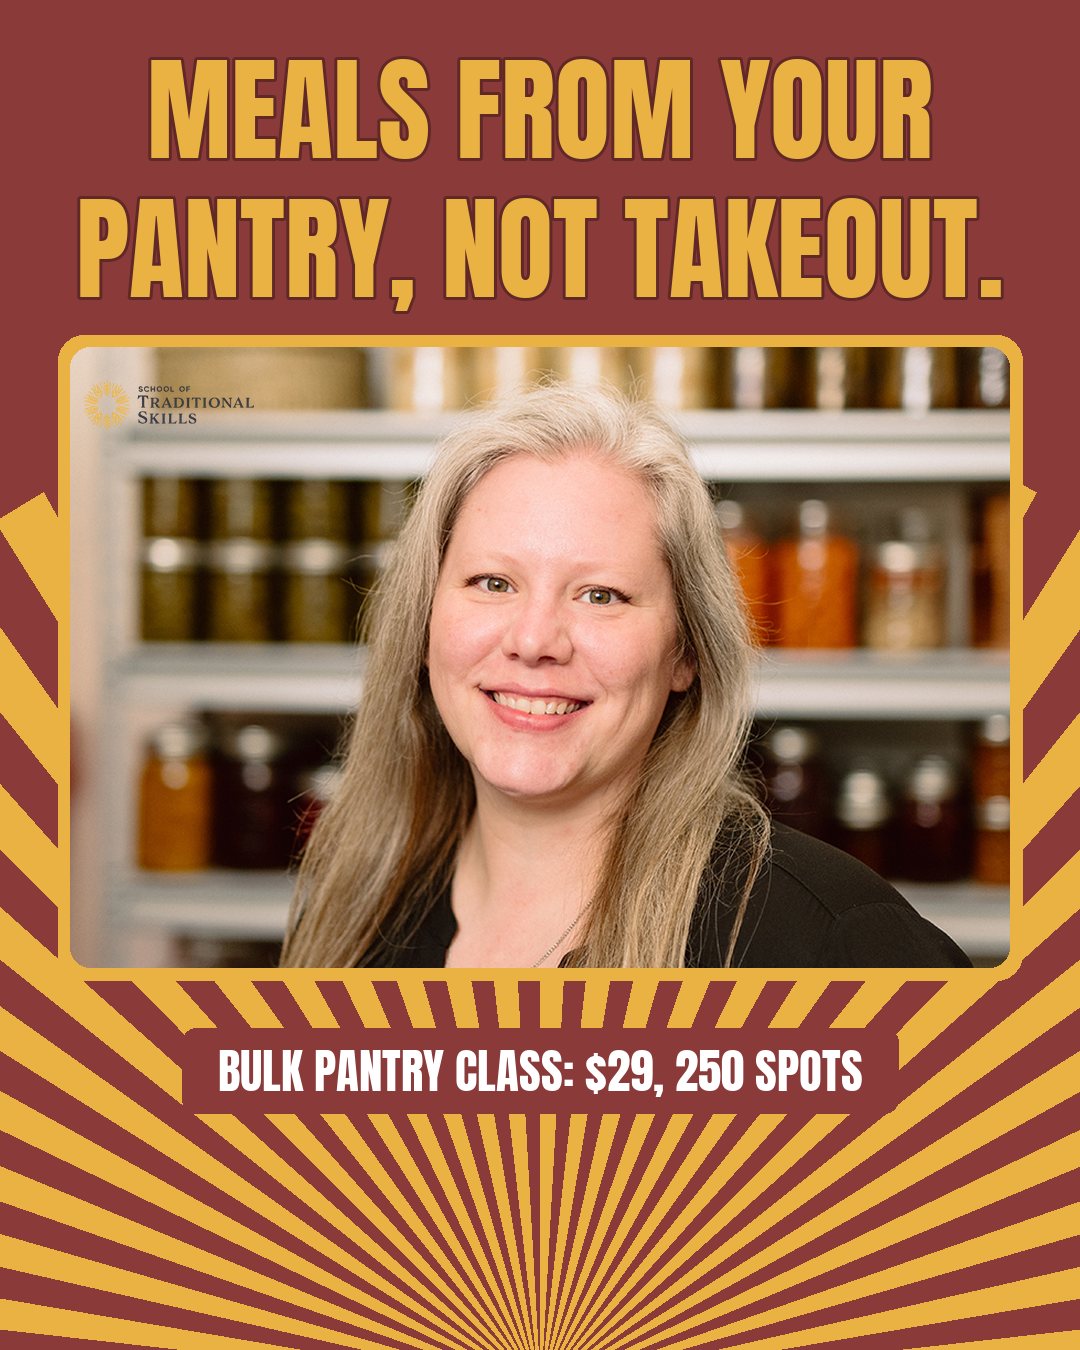 MEALS FROM YOUR
PANTRY, NOT TAKEOUT.
SCHOOL OF
TRADITIONAL
SKILLS
BULK PANTRY CLASS: $29, 250 SPOTS